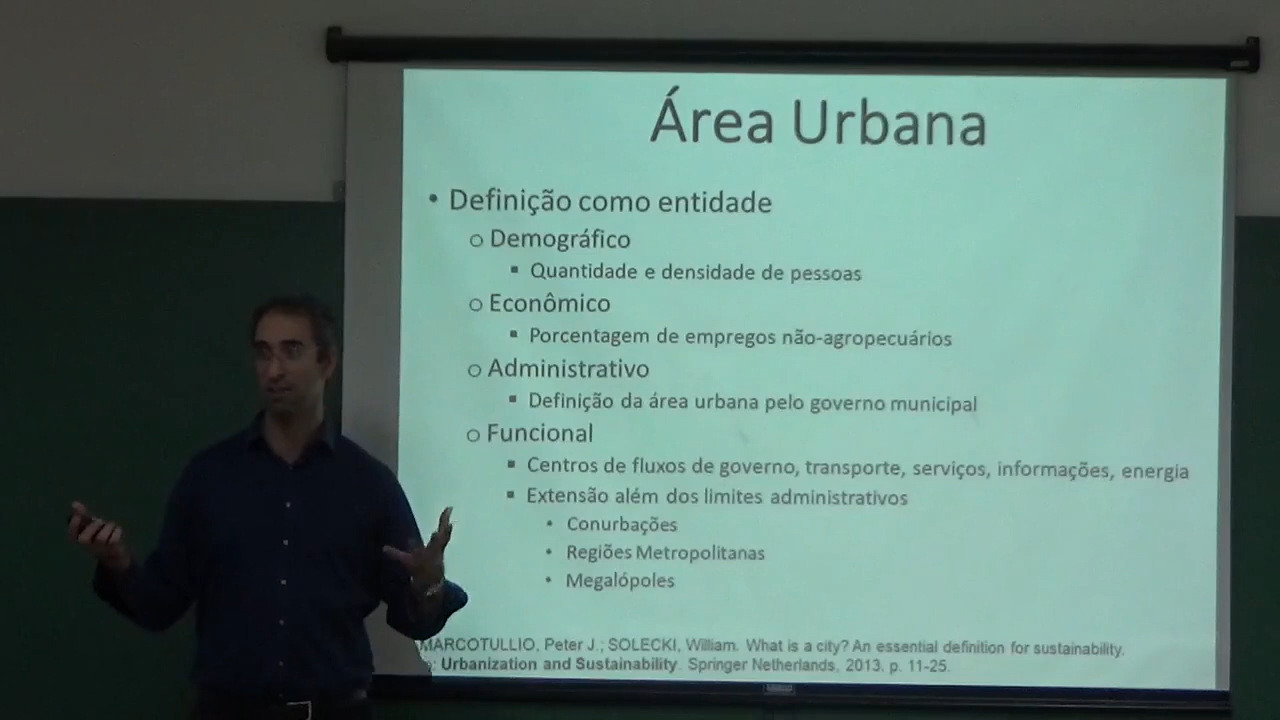 Área Urbana
• Definição como entidade
o Demográfico
▪ Quantidade e densidade de pessoas
o Econômico
▪ Porcentagem de empregos não-agropecuários
o Administrativo
▪ Definição da área urbana pelo governo municipal
o Funcional
▪ Centros de fluxos de governo, transporte, serviços, informações, energia
▪ Extensão além dos limites administrativos
• Conurbações
• Regiões Metropolitanas
• Megalópoles
MARCOTULLIO, Peter J.; SOLECKI, William. What is a city? An essential definition for sustainability.
: Urbanization and Sustainability. Springer Netherlands, 2013. p. 11-25.